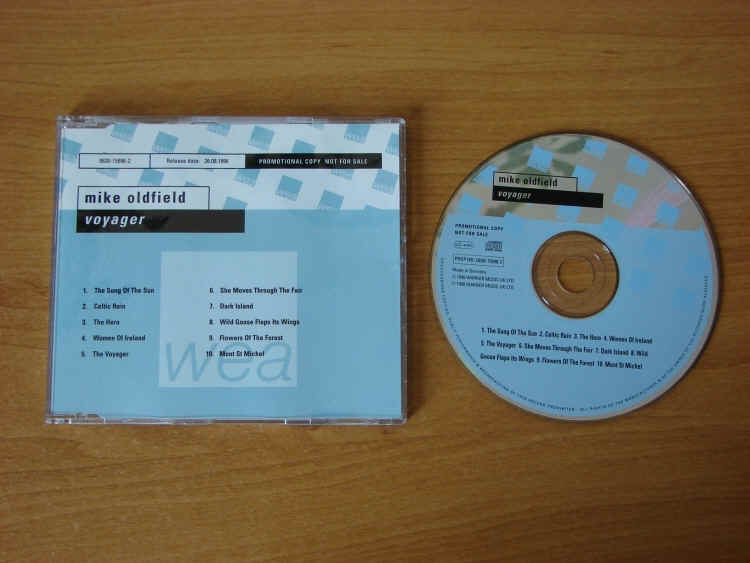 Release date: 26.08.1996
PROMOTIONAL COPY NOT FOR SALE
mike oldfield
voyager
1. The Song Of The Sun
2. Celtic Rain
3. The Hero
4. Women Of Ireland
5. The Voyager
6. She Moves Through The Fair
7. Dark Island
8. Wild Goose Flaps Its Wings
9. Flowers Of The Forest
10. Mont St Michel
wea
mike oldfield
voyager
PROMOTIONAL COPY
NOT FOR SALE
Made in Germany
1. The Song Of The Sun 2. Celtic Rain 3. The Hero 4. Women Of Ireland
5. The Voyager 6. She Moves Through The Fair 7. Dark Island 8. Wild
Goose Flaps Its Wings 9. Flowers Of The Forest 10. Mont St Michel